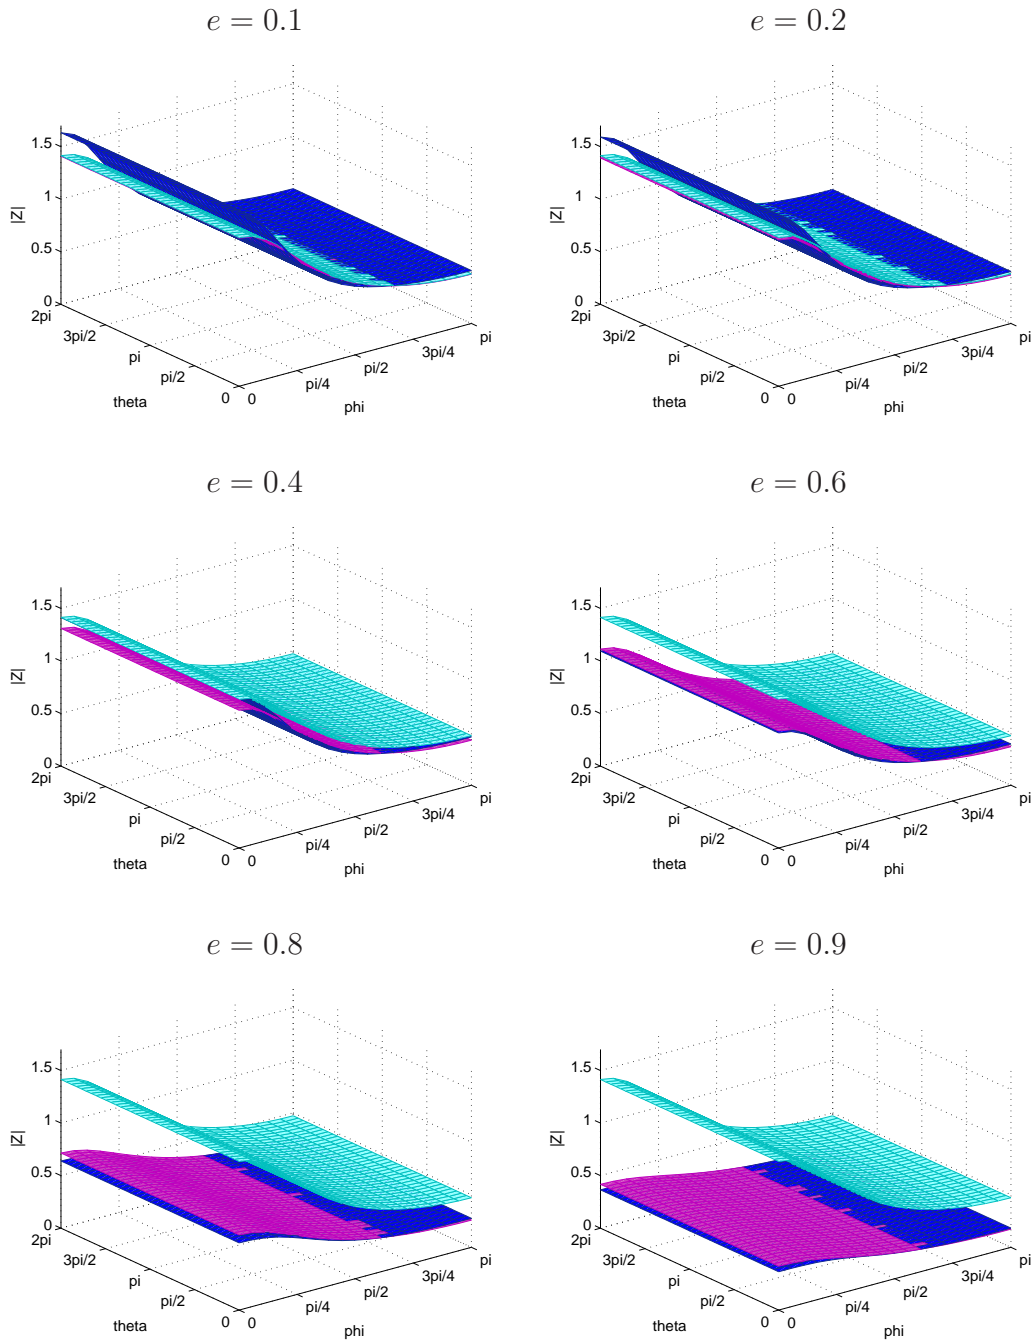 e = 0.1
|Z|
1.5
1
0.5
0
2pi
3pi/2
pi
pi/2
0
theta
0
pi/4
pi/2
3pi/4
pi
phi
e = 0.2
|Z|
1.5
1
0.5
0
2pi
3pi/2
pi
pi/2
0
theta
0
pi/4
pi/2
3pi/4
pi
phi
e = 0.4
|Z|
1.5
1
0.5
0
2pi
3pi/2
pi
pi/2
0
theta
0
pi/4
pi/2
3pi/4
pi
phi
e = 0.6
|Z|
1.5
1
0.5
0
2pi
3pi/2
pi
pi/2
0
theta
0
pi/4
pi/2
3pi/4
pi
phi
e = 0.8
|Z|
1.5
1
0.5
0
2pi
3pi/2
pi
pi/2
0
theta
0
pi/4
pi/2
3pi/4
pi
phi
e = 0.9
|Z|
1.5
1
0.5
0
2pi
3pi/2
pi
pi/2
0
theta
0
pi/4
pi/2
3pi/4
pi
phi